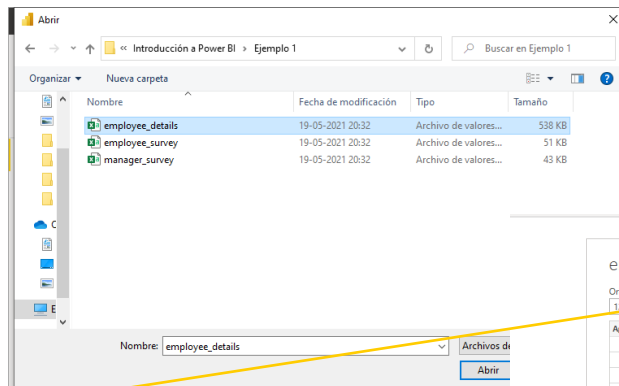 Abrir
« Introducción a Power BI › Ejemplo 1
Buscar en Ejemplo 1
Organizar
Nueva carpeta
Nombre Fecha de modificación Tipo Tamaño
employee_details 19-05-2021 20:32 Archivo de valores... 538 KB
employee_survey 19-05-2021 20:32 Archivo de valores... 51 KB
manager_survey 19-05-2021 20:32 Archivo de valores... 43 KB
Nombre: employee_details
Archivos de
Abrir